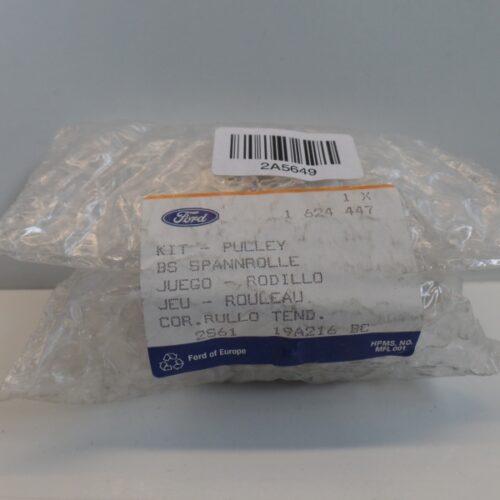 2A5649
Ford
1 X
1 624 447
KIT - PULLEY
BS SPANNROLLE
JUEGO - RODILLO
JEU - ROULEAU
COR.RULLO TEND.
2S61 19A216 BC
Ford of Europe
HPMS. NO.
MFL001